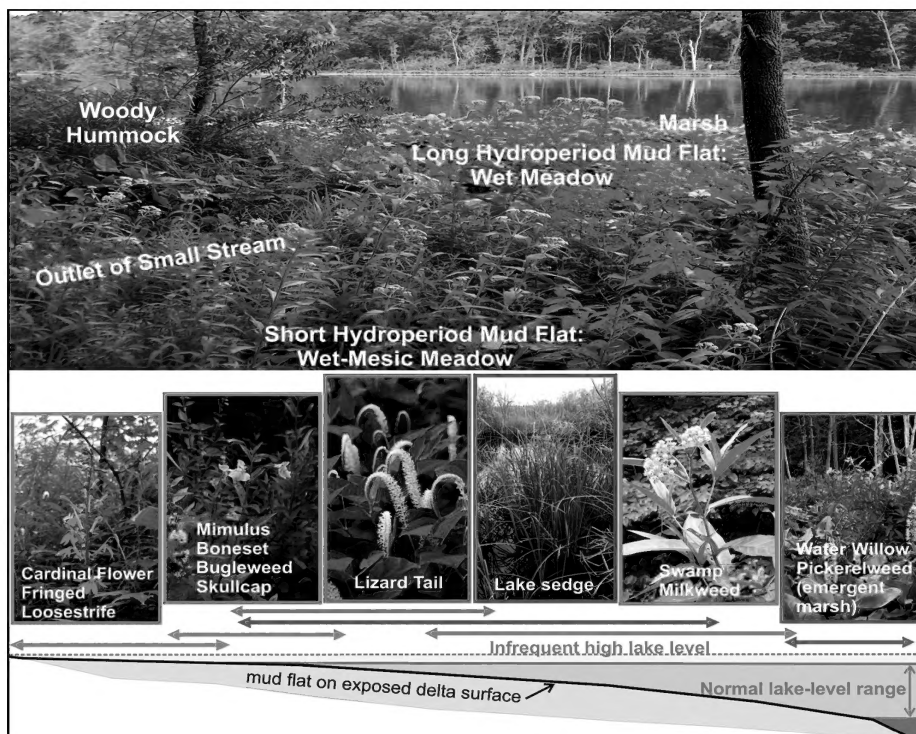 Woody
Hummock
Marsh
Long Hydroperiod Mud Flat:
Wet Meadow
Outlet of Small Stream
Short Hydroperiod Mud Flat:
Wet-Mesic Meadow
Cardinal Flower
Fringed
Loosestrife
Mimulus
Boneset
Bugleweed
Skullcap
Lizard Tail
Lake sedge
Swamp
Milkweed
Water Willow
Pickerelweed
(emergent
marsh)
Infrequent high lake level
mud flat on exposed delta surface
Normal lake-level range